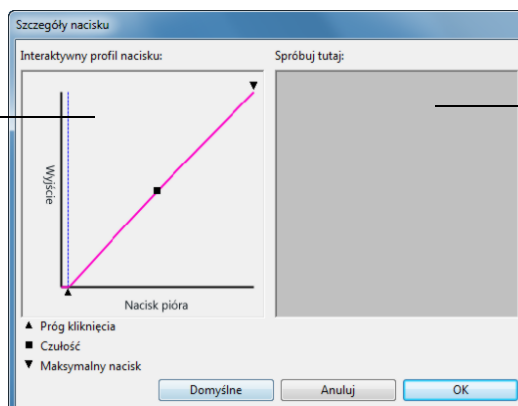 Szczegóły nacisku
Interaktywny profil nacisku:
Spróbuj tutaj:
Wyjście
Nacisk pióra
▲ Próg kliknięcia
■ Czułość
▼ Maksymalny nacisk
Domyślne
Anuluj
OK